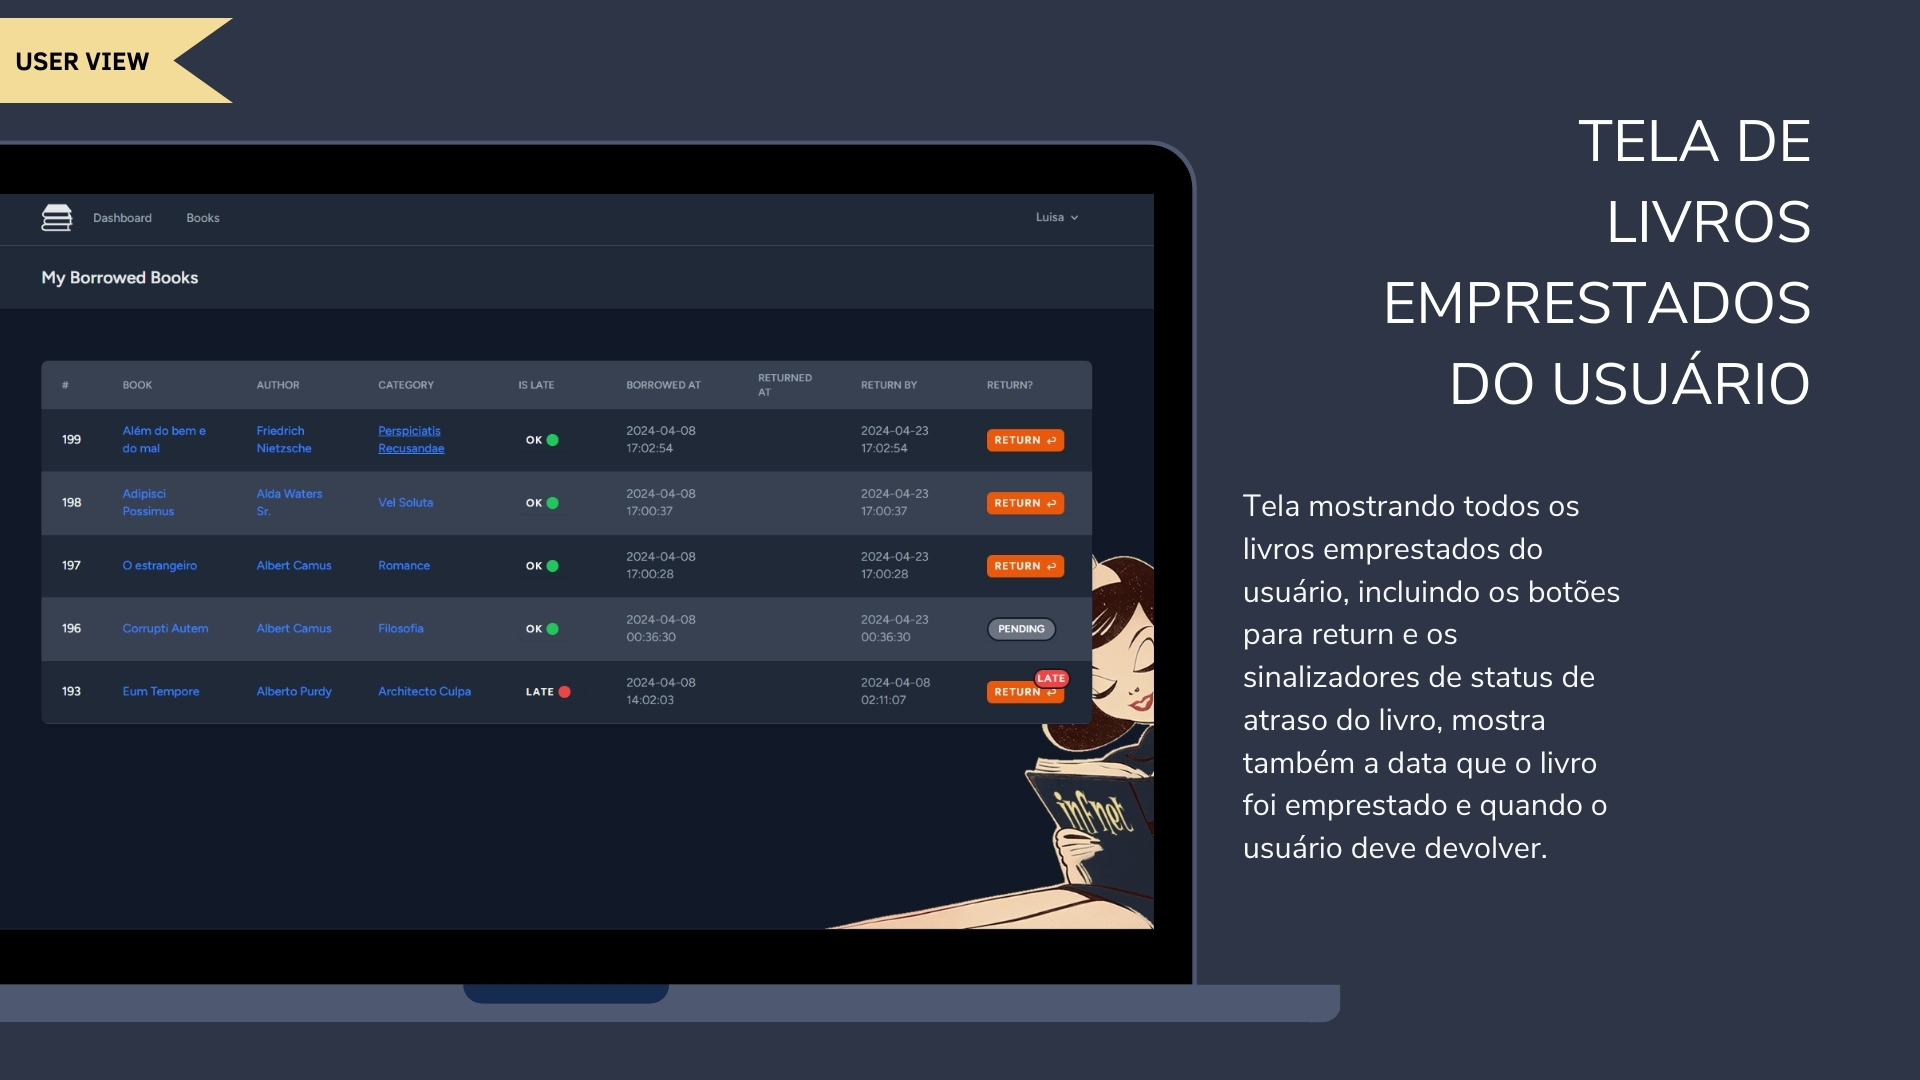 USER VIEW
TELA DE
LIVROS
EMPRESTADOS
DO USUÁRIO
Dashboard Books Luisa
My Borrowed Books
# BOOK AUTHOR CATEGORY IS LATE BORROWED AT RETURNED AT RETURN BY RETURN?
199 Além do bem e do mal Friedrich Nietzsche Perspiciatis Recusandae OK 2024-04-08 17:02:54 2024-04-23 17:02:54 RETURN
198 Adipisci Possimus Alda Waters Sr. Vel Soluta OK 2024-04-08 17:00:37 2024-04-23 17:00:37 RETURN
197 O estrangeiro Albert Camus Romance OK 2024-04-08 17:00:28 2024-04-23 17:00:28 RETURN
196 Corrupti Autem Albert Camus Filosofia OK 2024-04-08 00:36:30 2024-04-23 00:36:30 PENDING
193 Eum Tempore Alberto Purdy Architecto Culpa LATE 2024-04-08 14:02:03 2024-04-08 02:11:07 RETURN LATE
infnet
Tela mostrando todos os
livros emprestados do
usuário, incluindo os botões
para return e os
sinalizadores de status de
atraso do livro, mostra
também a data que o livro
foi emprestado e quando o
usuário deve devolver.